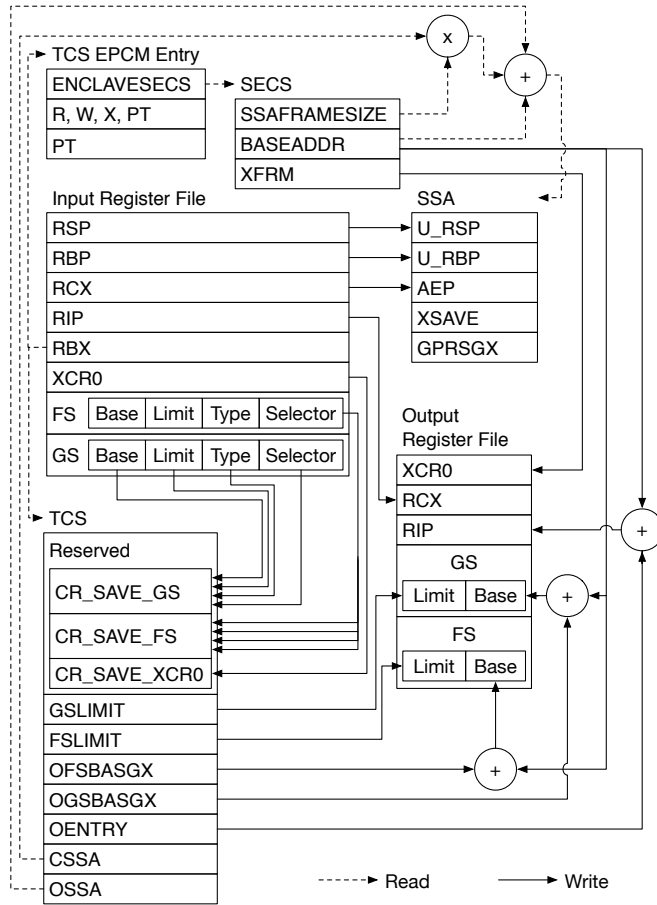 x
TCS EPCM Entry
ENCLAVESECS
R, W, X, PT
PT
SECS
SSAFRAMESIZE
BASEADDR
XFRM
+
Input Register File
RSP
RBP
RCX
RIP
RBX
XCR0
FS Base Limit Type Selector
GS Base Limit Type Selector
SSA
U_RSP
U_RBP
AEP
XSAVE
GPRSGX
Output
Register File
XCR0
RCX
RIP
+
GS
Limit Base
+
FS
Limit Base
+
TCS
Reserved
CR_SAVE_GS
CR_SAVE_FS
CR_SAVE_XCR0
GSLIMIT
FSLIMIT
OFSBASGX
OGSBASGX
OENTRY
CSSA
OSSA
Read
Write